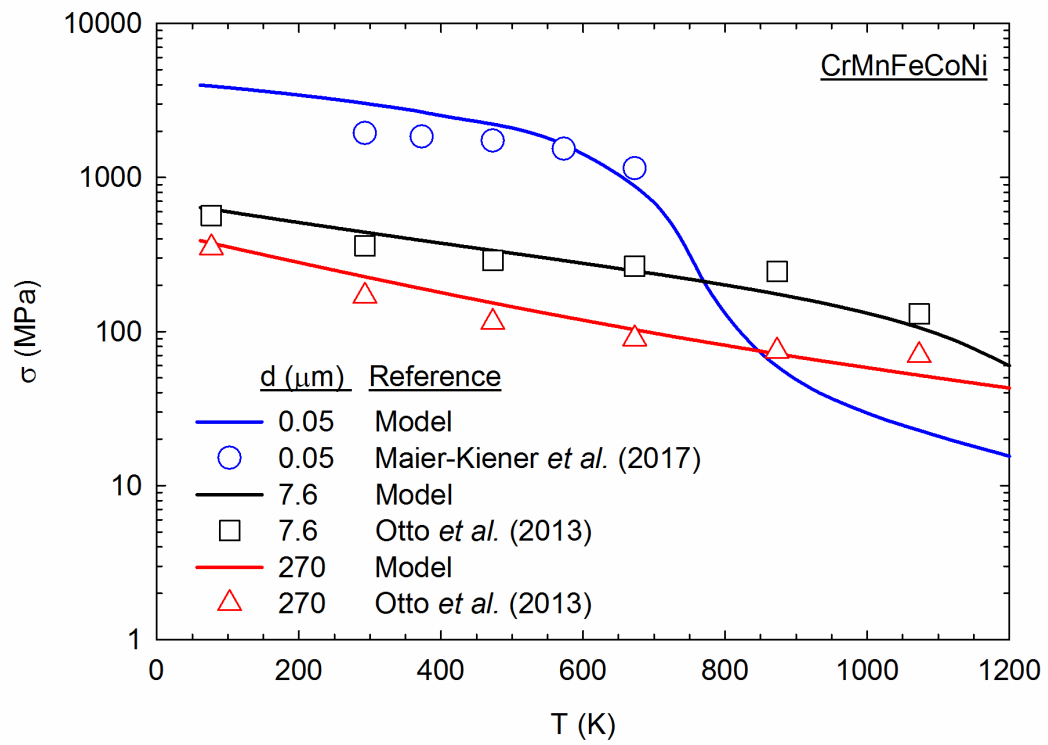 10000
1000
100
10
1
σ (MPa)
CrMnFeCoNi
d (μm) Reference
0.05 Model
0.05 Maier-Kiener et al. (2017)
7.6 Model
7.6 Otto et al. (2013)
270 Model
270 Otto et al. (2013)
0 200 400 600 800 1000 1200
T (K)